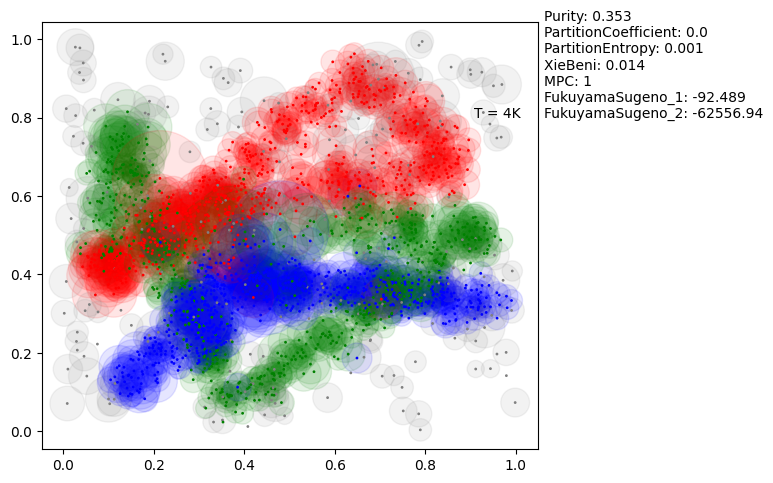 Purity: 0.353
PartitionCoefficient: 0.0
PartitionEntropy: 0.001
XieBeni: 0.014
MPC: 1
FukuyamaSugeno_1: -92.489
FukuyamaSugeno_2: -62556.94
T = 4K
1.0
0.8
0.6
0.4
0.2
0.0
0.0 0.2 0.4 0.6 0.8 1.0